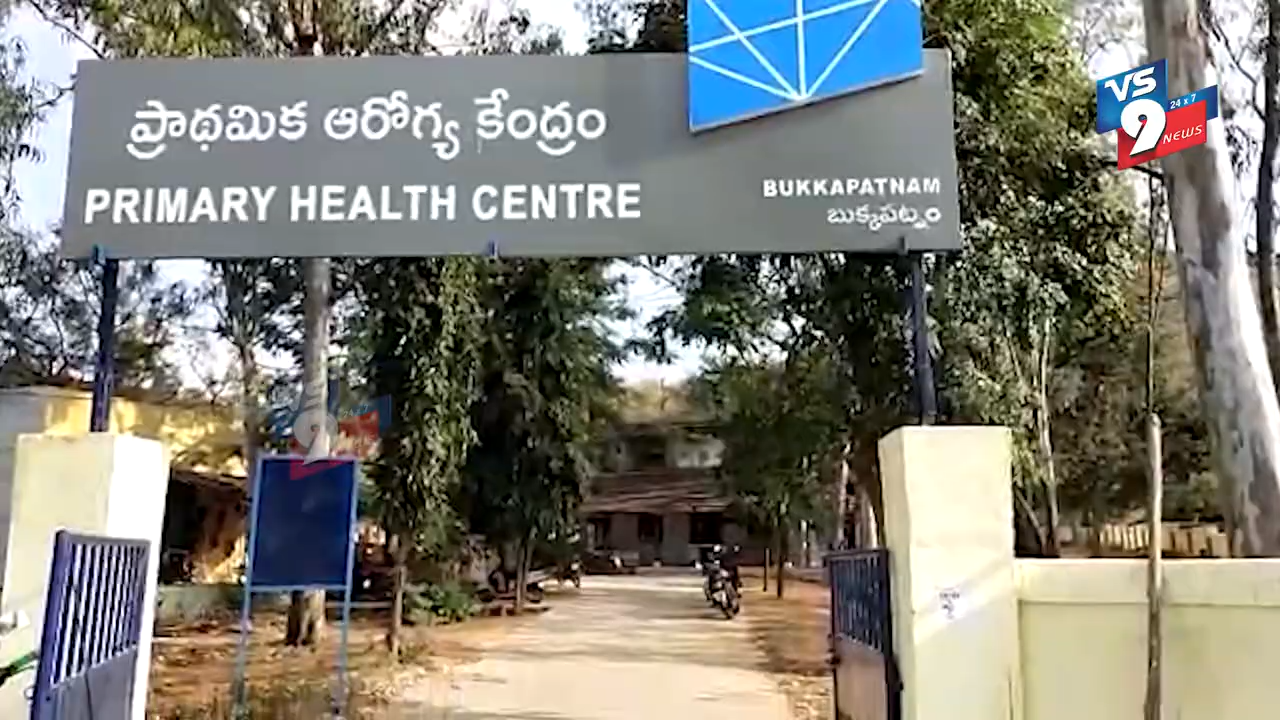 ప్రాథమిక ఆరోగ్య కేంద్రం
PRIMARY HEALTH CENTRE
BUKKAPATNAM
బుక్కపట్నం
VS
9
24 x 7
NEWS